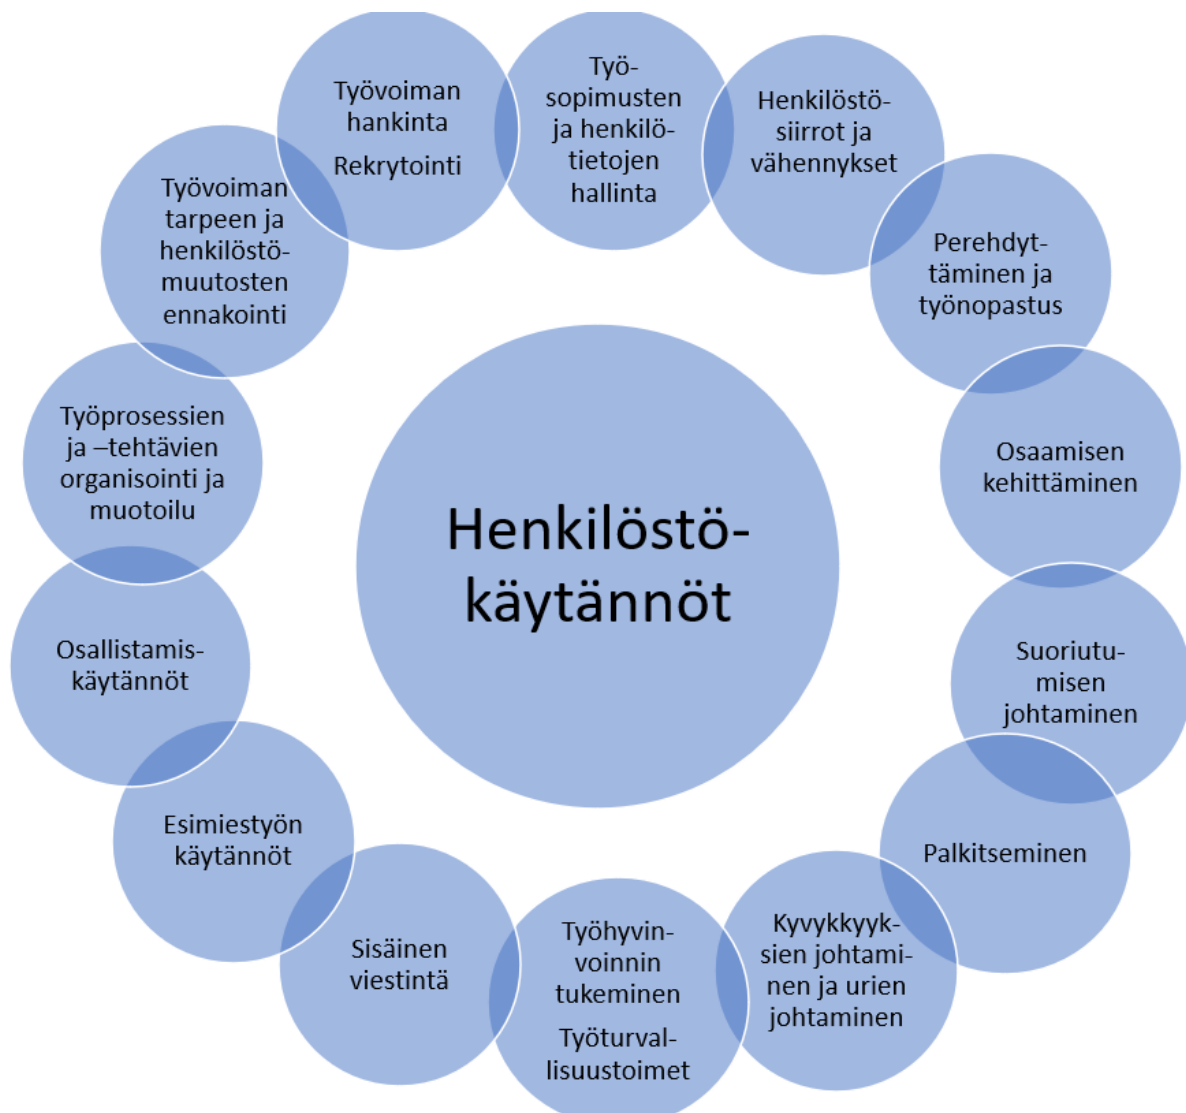 Työ-
sopimusten
ja henkilö-
tietojen
hallinta
Henkilöstö-
siirrot ja
vähennykset
Perehdyt-
täminen ja
työnopastus
Osaamisen
kehittäminen
Suoriutu-
misen
johtaminen
Palkitseminen
Kyvykkyyk-
sien johtami-
nen ja urien
johtaminen
Työhyvin-
voinnin
tukeminen
Työturval-
lisuustoimet
Sisäinen
viestintä
Esimiestyön
käytännöt
Osallistamis-
käytännöt
Työprosessien
ja –tehtävien
organisointi ja
muotoilu
Työvoiman
tarpeen ja
henkilöstö-
muutosten
ennakointi
Työvoiman
hankinta
Rekrytointi
Henkilöstö-
käytännöt